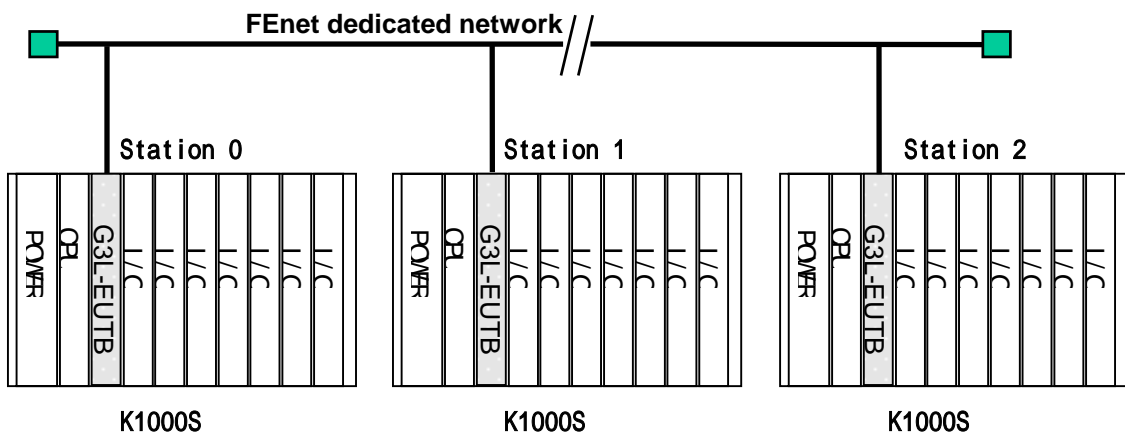 FEnet dedicated network
Station 0
Station 1
Station 2
POWER
CPU
G3L-EUTB
I/O
I/O
I/O
I/O
I/O
I/O
I/O
POWER
CPU
G3L-EUTB
I/O
I/O
I/O
I/O
I/O
I/O
I/O
POWER
CPU
G3L-EUTB
I/O
I/O
I/O
I/O
I/O
I/O
I/O
K1000S
K1000S
K1000S